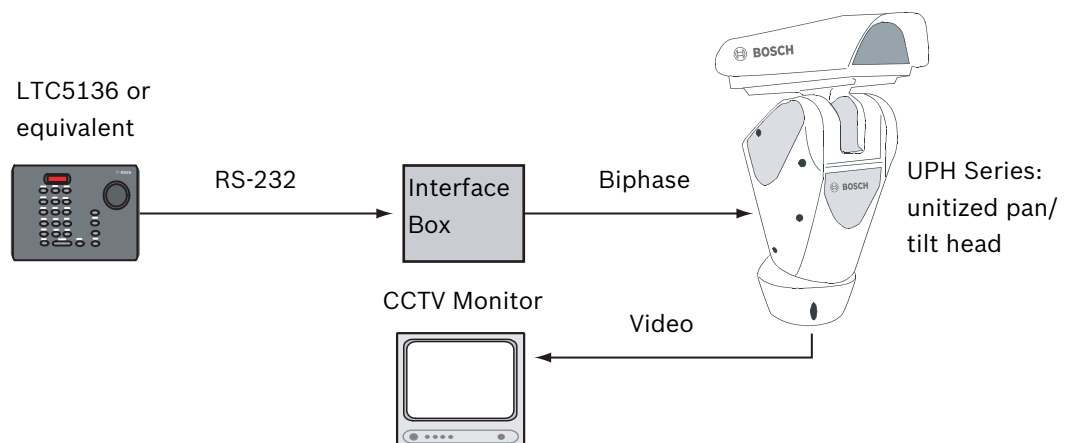 BOSCH
LTC5136 or
equivalent
BOSCH
RS-232
Interface
Box
Biphase
BOSCH
UPH Series:
unitized pan/
tilt head
CCTV Monitor
Video